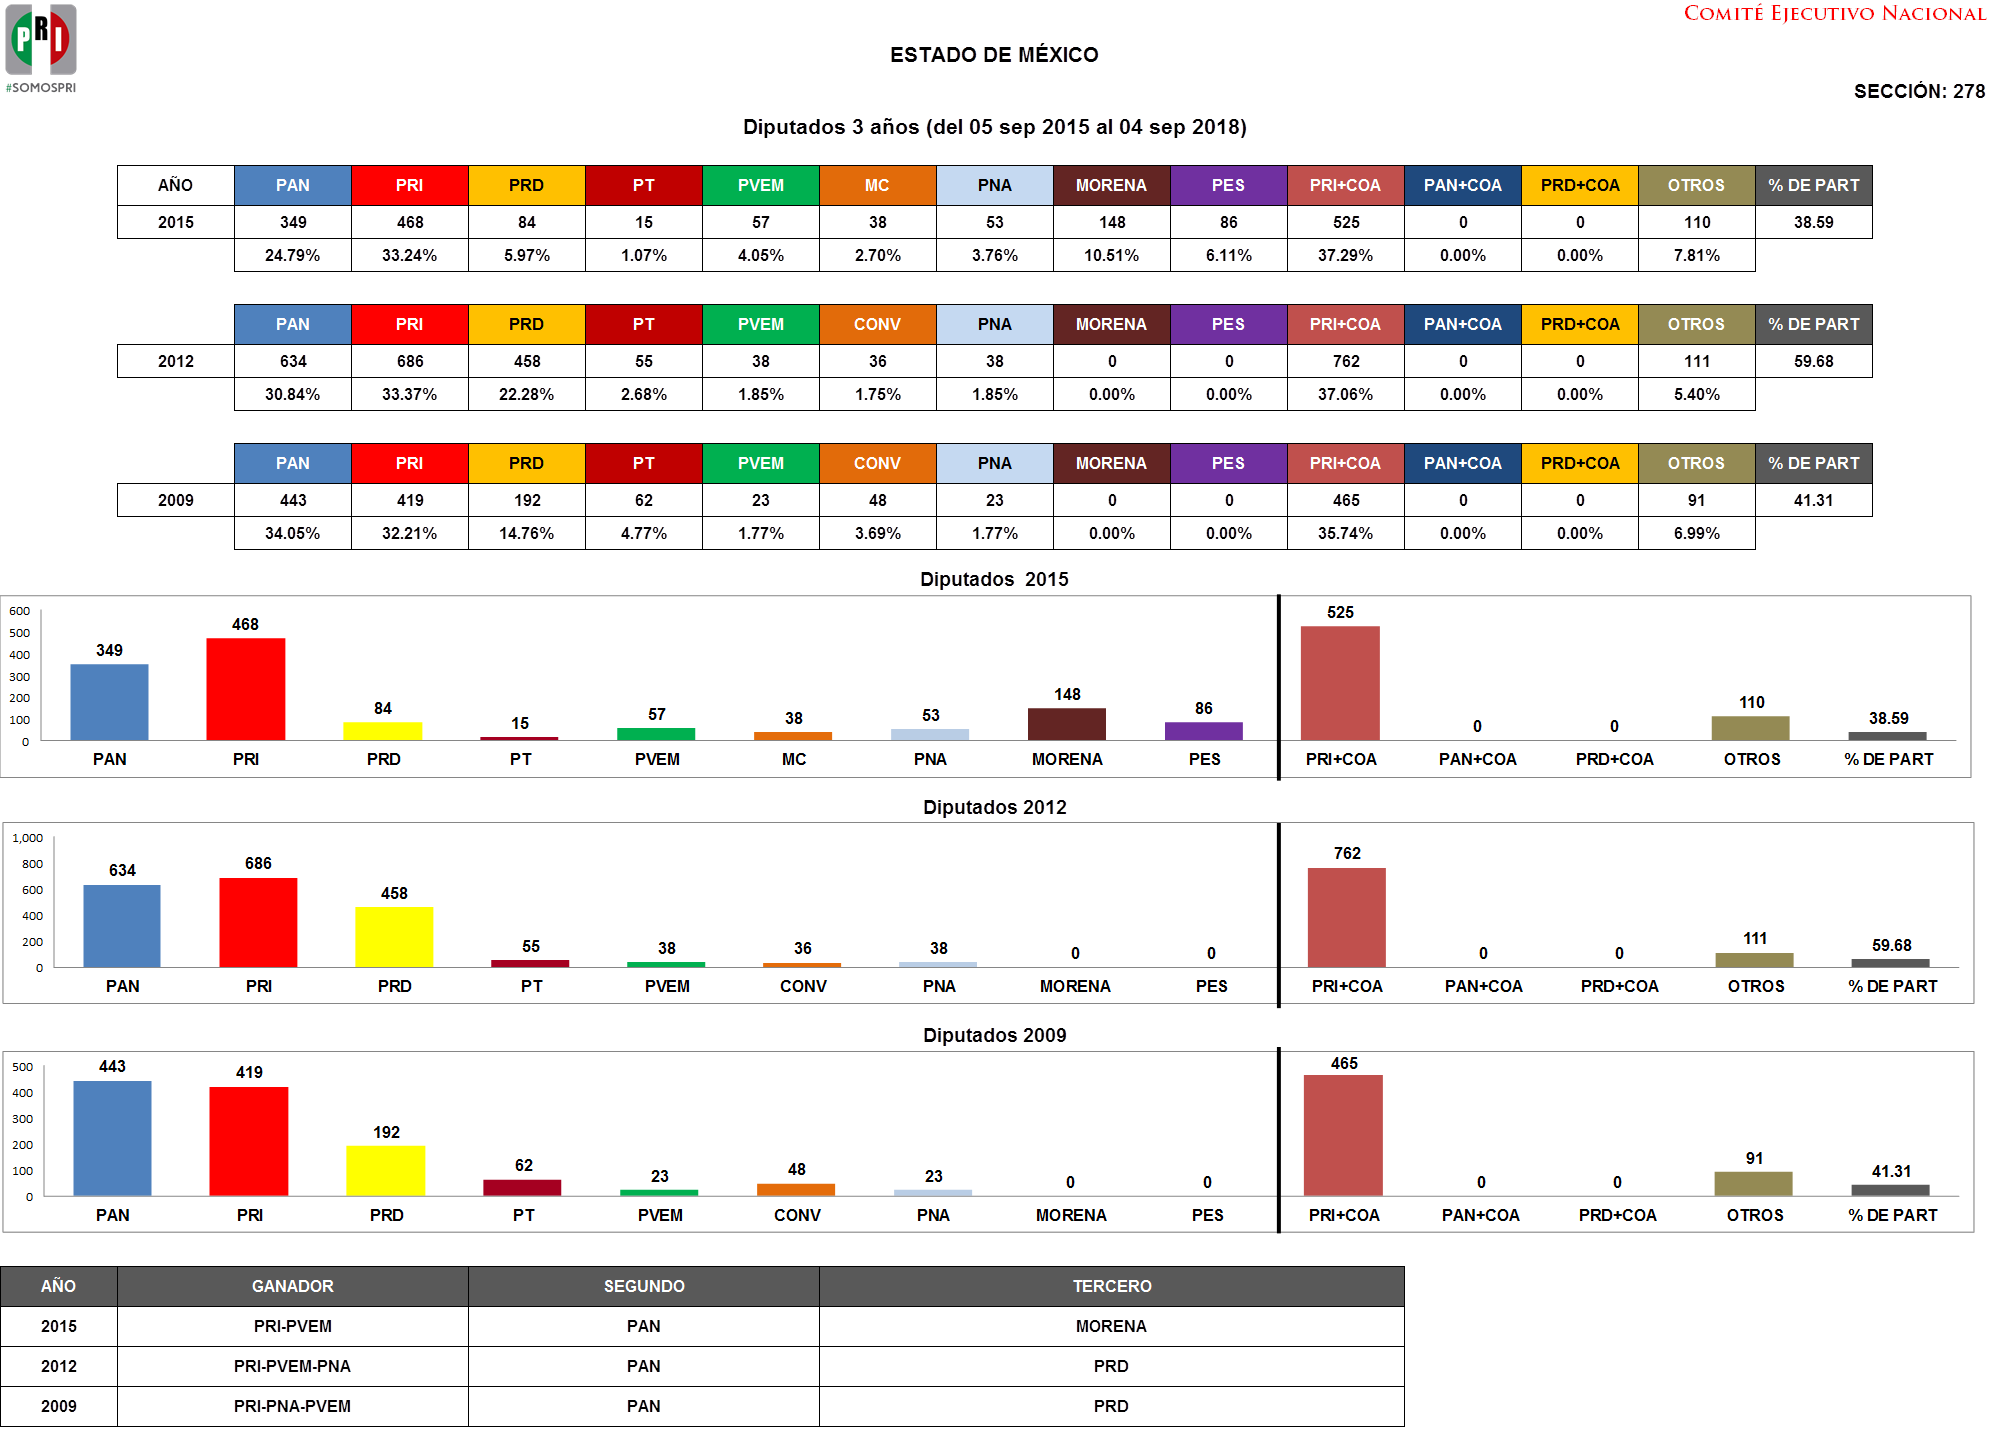 PRI
#SOMOSPRI
COMITÉ EJECUTIVO NACIONAL
ESTADO DE MÉXICO
SECCIÓN: 278
Diputados 3 años (del 05 sep 2015 al 04 sep 2018)
AÑO PAN PRI PRD PT PVEM MC PNA MORENA PES PRI+COA PAN+COA PRD+COA OTROS % DE PART
2015 349 468 84 15 57 38 53 148 86 525 0 0 110 38.59
24.79% 33.24% 5.97% 1.07% 4.05% 2.70% 3.76% 10.51% 6.11% 37.29% 0.00% 0.00% 7.81%
PAN PRI PRD PT PVEM CONV PNA MORENA PES PRI+COA PAN+COA PRD+COA OTROS % DE PART
2012 634 686 458 55 38 36 38 0 0 762 0 0 111 59.68
30.84% 33.37% 22.28% 2.68% 1.85% 1.75% 1.85% 0.00% 0.00% 37.06% 0.00% 0.00% 5.40%
PAN PRI PRD PT PVEM CONV PNA MORENA PES PRI+COA PAN+COA PRD+COA OTROS % DE PART
2009 443 419 192 62 23 48 23 0 0 465 0 0 91 41.31
34.05% 32.21% 14.76% 4.77% 1.77% 3.69% 1.77% 0.00% 0.00% 35.74% 0.00% 0.00% 6.99%
Diputados 2015
600
500
400
300
200
100
0
349 468 84 15 57 38 53 148 86 525 0 0 110 38.59
PAN PRI PRD PT PVEM MC PNA MORENA PES PRI+COA PAN+COA PRD+COA OTROS % DE PART
Diputados 2012
1,000
800
600
400
200
0
634 686 458 55 38 36 38 0 0 762 0 0 111 59.68
PAN PRI PRD PT PVEM CONV PNA MORENA PES PRI+COA PAN+COA PRD+COA OTROS % DE PART
Diputados 2009
500
400
300
200
100
0
443 419 192 62 23 48 23 0 0 465 0 0 91 41.31
PAN PRI PRD PT PVEM CONV PNA MORENA PES PRI+COA PAN+COA PRD+COA OTROS % DE PART
AÑO GANADOR SEGUNDO TERCERO
2015 PRI-PVEM PAN MORENA
2012 PRI-PVEM-PNA PAN PRD
2009 PRI-PNA-PVEM PAN PRD